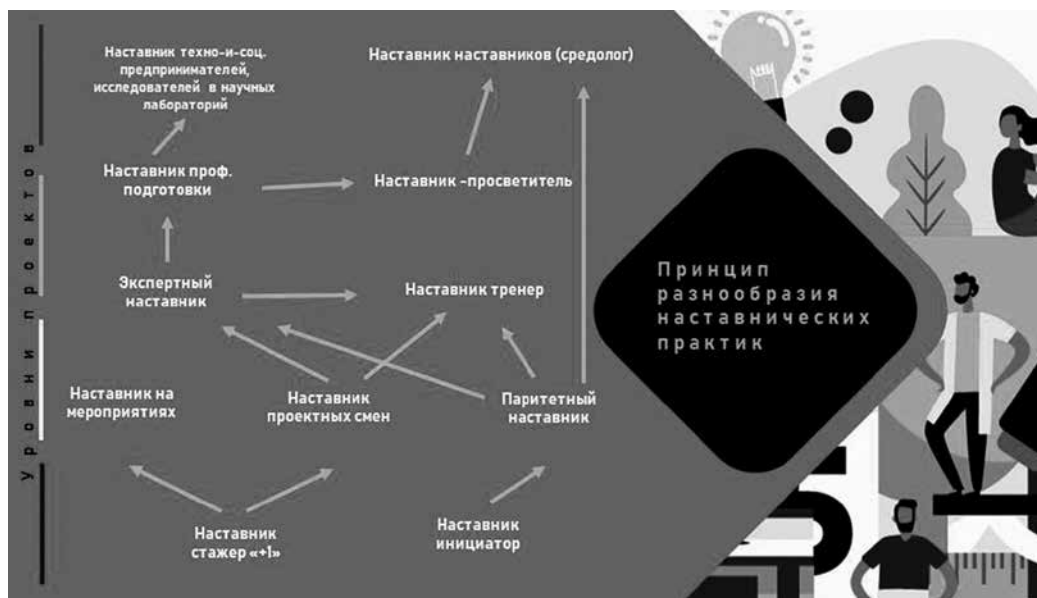 Наставник техно-и-соц.
предпринимателей,
исследователей в научных
лабораторий
Наставник наставников (средолог)
Наставник проф.
подготовки
Наставник -просветитель
Экспертный
наставник
Наставник тренер
Наставник на
мероприятиях
Наставник
проектных смен
Паритетный
наставник
Наставник
стажер «+1»
Наставник
инициатор
Уровни проектов
Принцип
разнообразия
наставнических
практик